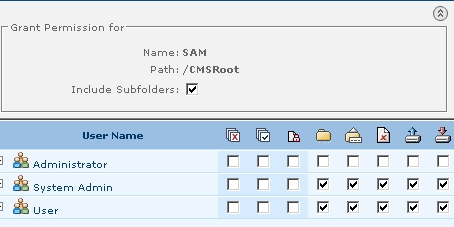 Grant Permission for
Name: SAM
Path: /CMSRoot
Include Subfolders:
User Name
Administrator
System Admin
User